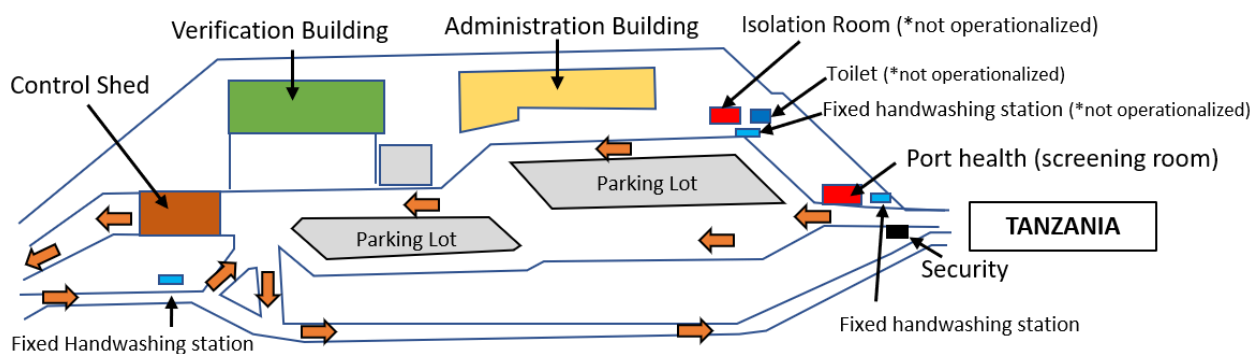 Verification Building
Administration Building
Isolation Room (*not operationalized)
Control Shed
Toilet (*not operationalized)
Fixed handwashing station (*not operationalized)
Port health (screening room)
Parking Lot
Parking Lot
TANZANIA
Security
Fixed handwashing station
Fixed Handwashing station